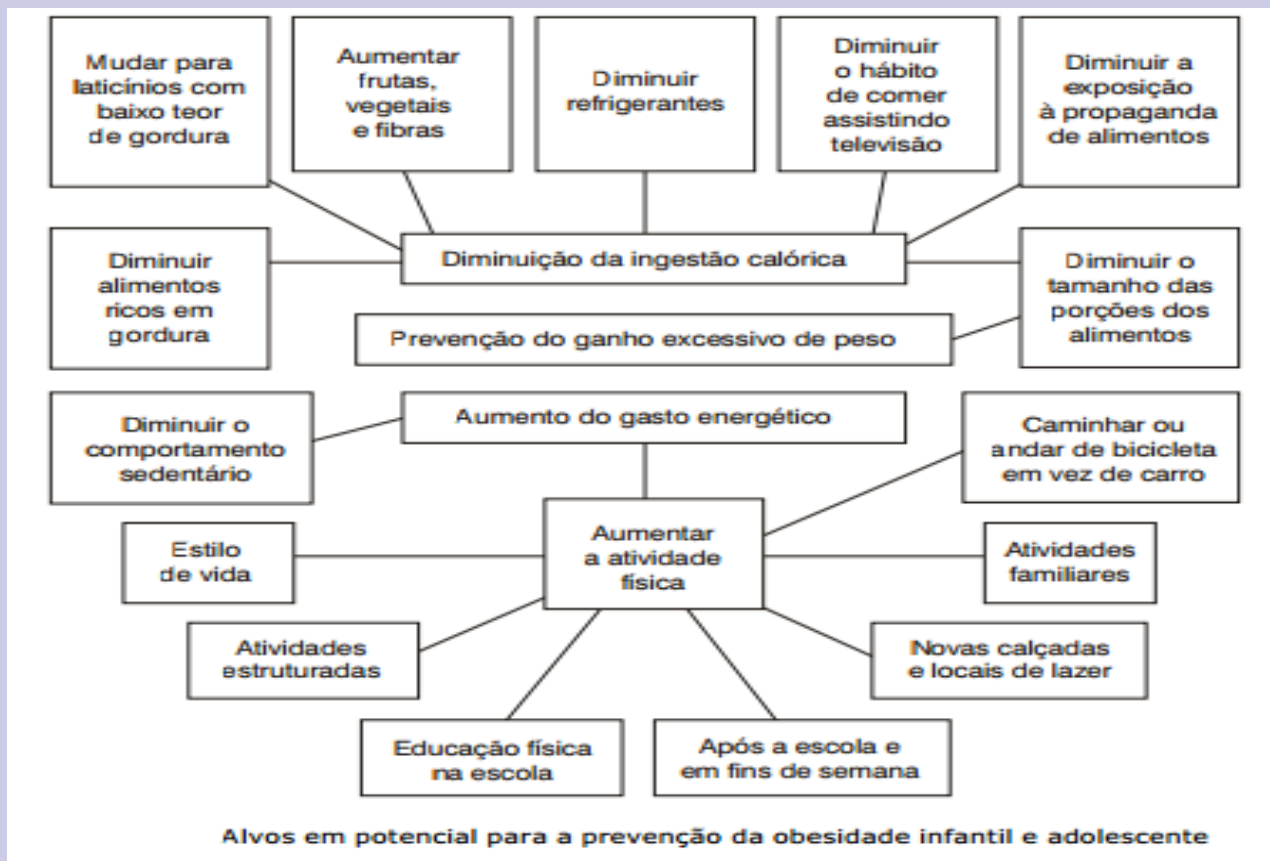 Mudar para
laticínios com
baixo teor
de gordura
Aumentar
frutas,
vegetais
e fibras
Diminuir
refrigerantes
Diminuir
o hábito
de comer
assistindo
televisão
Diminuir a
exposição
à propaganda
de alimentos
Diminuir
alimentos
ricos em
gordura
Diminuição da ingestão calórica
Diminuir o
tamanho das
porções dos
alimentos
Prevenção do ganho excessivo de peso
Diminuir o
comportamento
sedentário
Aumento do gasto energético
Caminhar ou
andar de bicicleta
em vez de carro
Aumentar
a atividade
física
Estilo
de vida
Atividades
familiares
Atividades
estruturadas
Novas calçadas
e locais de lazer
Educação física
na escola
Após a escola e
em fins de semana
Alvos em potencial para a prevenção da obesidade infantil e adolescente